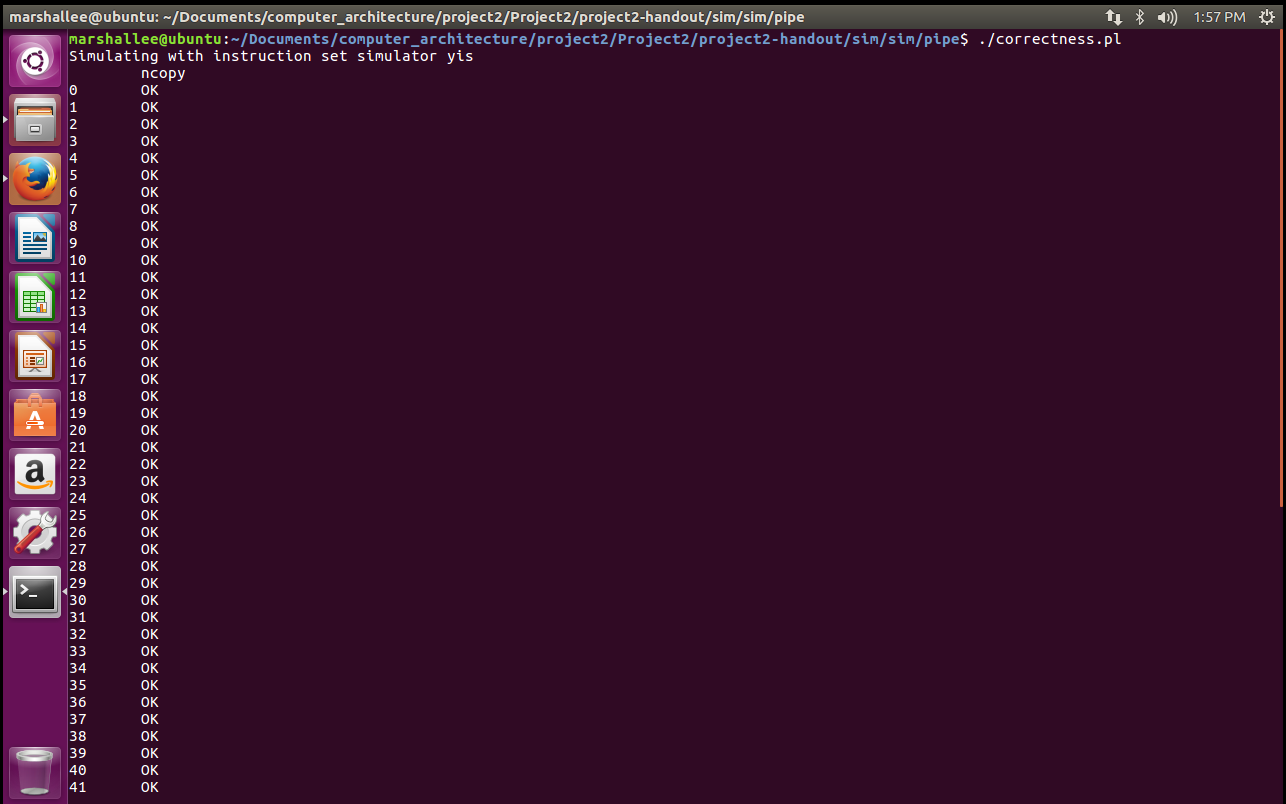 marshallee@ubuntu: ~/Documents/computer_architecture/project2/Project2/project2-handout/sim/sim/pipe 1:57 PM
marshallee@ubuntu:~/Documents/computer_architecture/project2/Project2/project2-handout/sim/sim/pipe$ ./correctness.pl
Simulating with instruction set simulator yis
ncopy
0 OK
1 OK
2 OK
3 OK
4 OK
5 OK
6 OK
7 OK
8 OK
9 OK
10 OK
11 OK
12 OK
13 OK
14 OK
15 OK
16 OK
17 OK
18 OK
19 OK
20 OK
21 OK
22 OK
23 OK
24 OK
25 OK
26 OK
27 OK
28 OK
29 OK
30 OK
31 OK
32 OK
33 OK
34 OK
35 OK
36 OK
37 OK
38 OK
39 OK
40 OK
41 OK